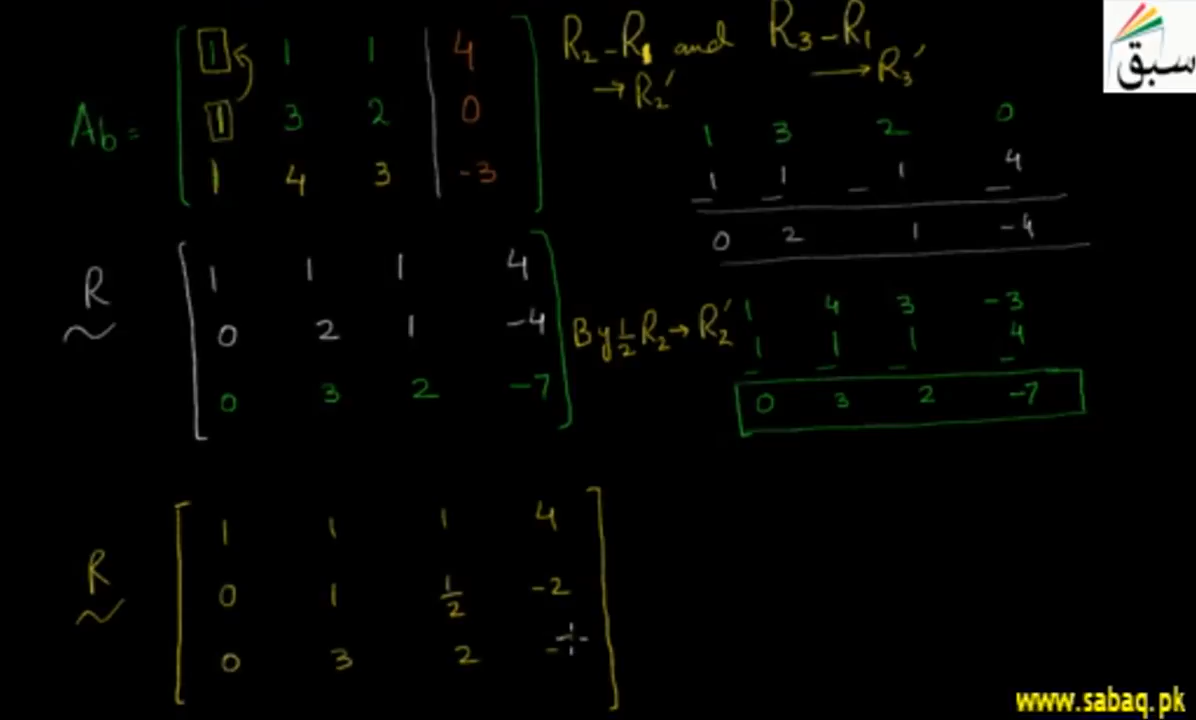 1 1 1 4 R₂-R₁ and R₃-R₁
Ab= 1 3 2 0 →R₂′ →R₃′
1 4 3 -3
سبق
1 3 2 0
1 1 1 4
- - - -
0 2 1 -4
R 1 1 1 4
~ 0 2 1 -4 By ½R₂→R₂′
0 3 2 -7
1 4 3 -3
1 1 1 4
- - - -
0 3 2 -7
R 1 1 1 4
~ 0 1 ½ -2
0 3 2 -
www.sabaq.pk